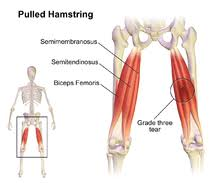 Pulled Hamstring
Semimembranosus
Semitendinosus
Biceps Femoris
Grade three
tear